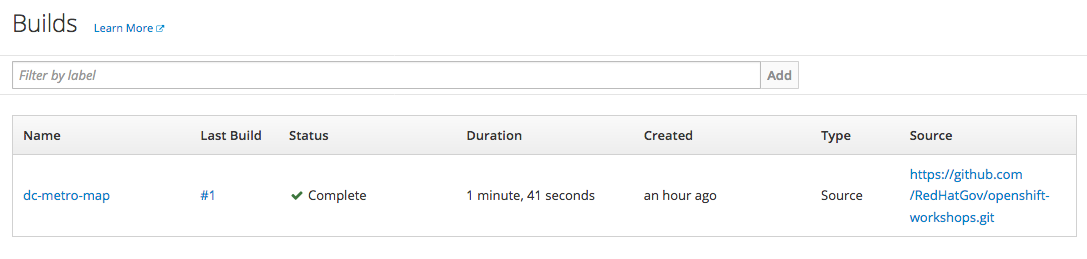 Builds Learn More
Filter by label Add
Name Last Build Status Duration Created Type Source
dc-metro-map #1 Complete 1 minute, 41 seconds an hour ago Source https://github.com
/RedHatGov/openshift-
workshops.git